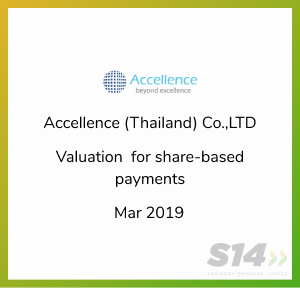 Accellence
beyond excellence
Accellence (Thailand) Co.,LTD
Valuation for share-based
payments
Mar 2019
S14
ADVISORY COMPANY LIMITED